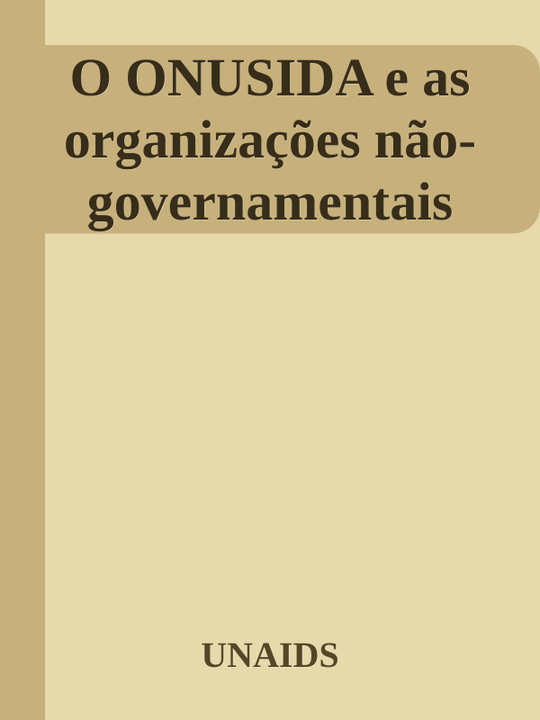 O ONUSIDA e as
organizações não-
governamentais
UNAIDS